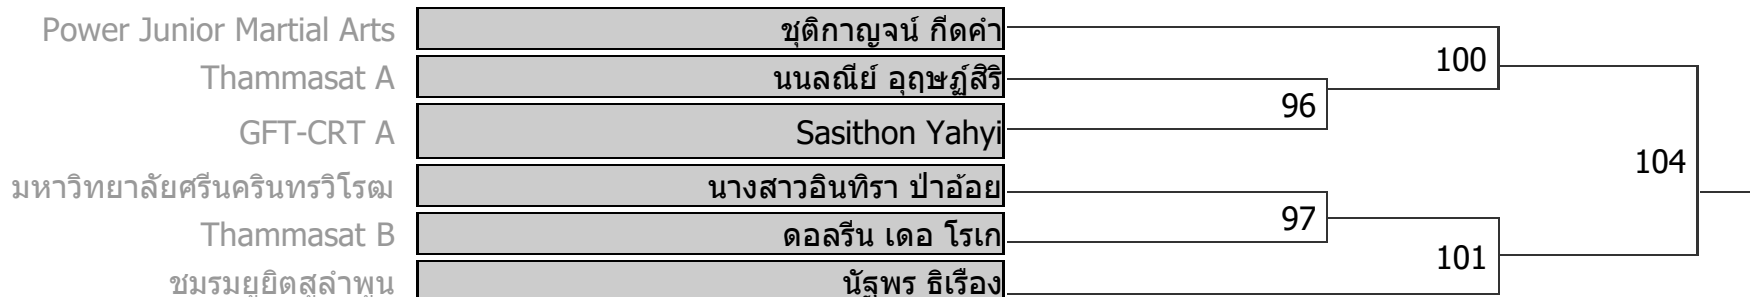 Power Junior Martial Arts ชุติกาญจน์ กีดคำ
100
Thammasat A นนลณีย์ อุฤษฎ์สิริ
96
GFT-CRT A Sasithon Yahyi
104
มหาวิทยาลัยศรีนครินทรวิโรฒ นางสาวอินทิรา ป่าอ้อย
97
Thammasat B ดอลรีน เดอ โรเก
101
ชมรมยูยิตสูลำพูน นัฐพร ธิเรือง